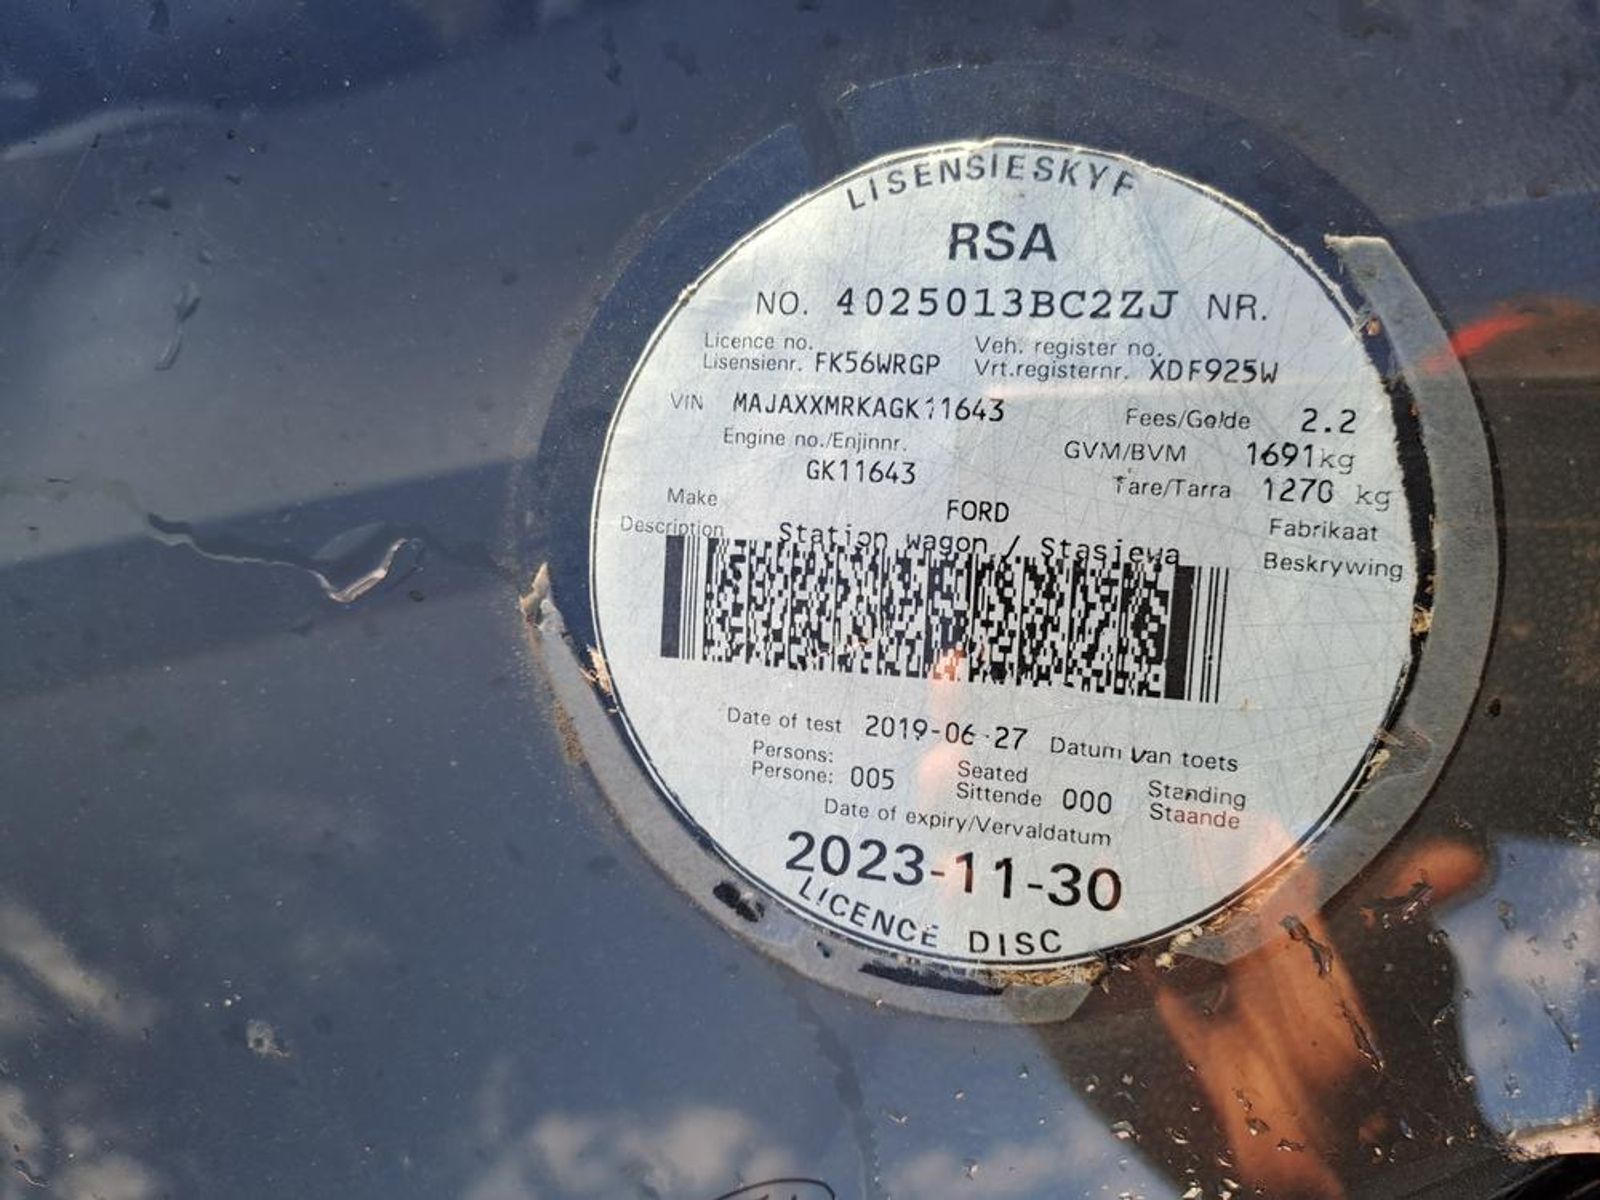 LISENSIESKYF
RSA
NO. 4025013BC2ZJ NR.
Licence no. Veh. register no.
Lisensienr. FK56WRGP Vrt.registernr. XDF925W
VIN MAJAXXMRKAGK11643 Fees/Gelde 2.2
Engine no./Enjinnr. GVM/BVM 1691kg
GK11643 Tare/Tarra 1270 kg
Make FORD Fabrikaat
Description Station wagon / Stasiewa Beskrywing
Date of test 2019-06-27 Datum van toets
Persons: Seated Standing
Persone: 005 Sittende 000 Staande
Date of expiry/Vervaldatum
2023-11-30
LICENCE DISC